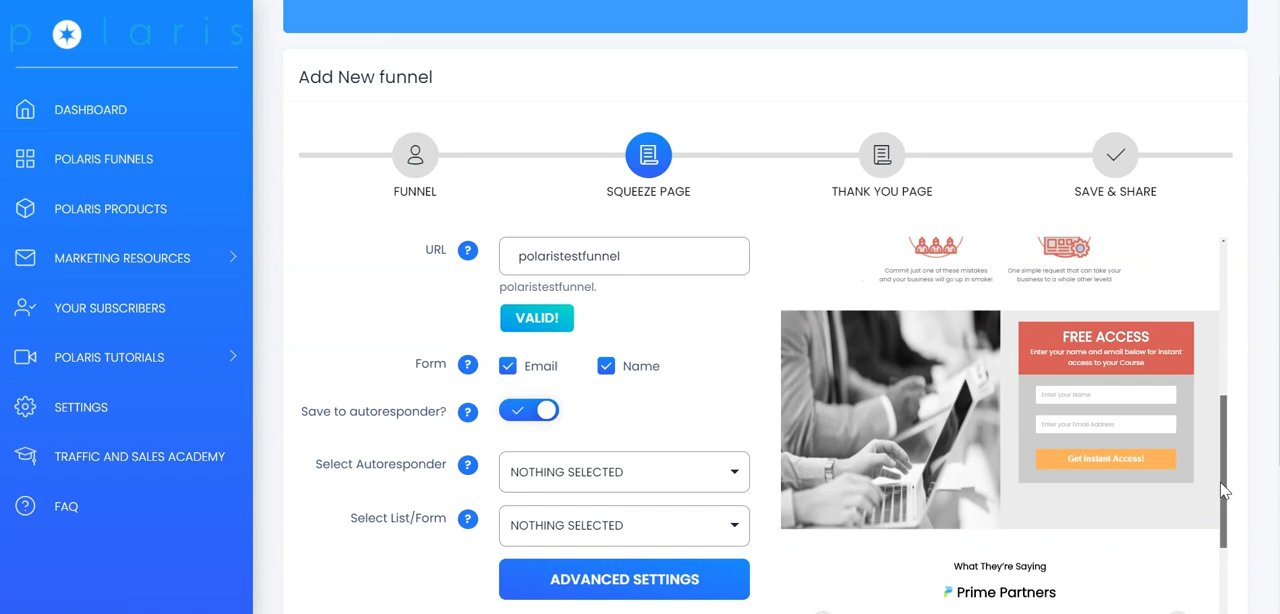 polaris
DASHBOARD
POLARIS FUNNELS
POLARIS PRODUCTS
MARKETING RESOURCES
YOUR SUBSCRIBERS
POLARIS TUTORIALS
SETTINGS
TRAFFIC AND SALES ACADEMY
FAQ
Add New funnel
FUNNEL
SQUEEZE PAGE
THANK YOU PAGE
SAVE & SHARE
URL ?
polaristestfunnel
polaristestfunnel.
VALID!
Form ?
Email
Name
Save to autoresponder? ?
Select Autoresponder ?
NOTHING SELECTED
Select List/Form ?
NOTHING SELECTED
ADVANCED SETTINGS
Commit just one of these mistakes
and your business will go up in smoke!
One simple request that can take your
business to a whole other leveld
FREE ACCESS
Enter your name and email below for instant
access to your Course
Enter your Name
Enter your Email Address
Get Instant Access!
What They're Saying
Prime Partners